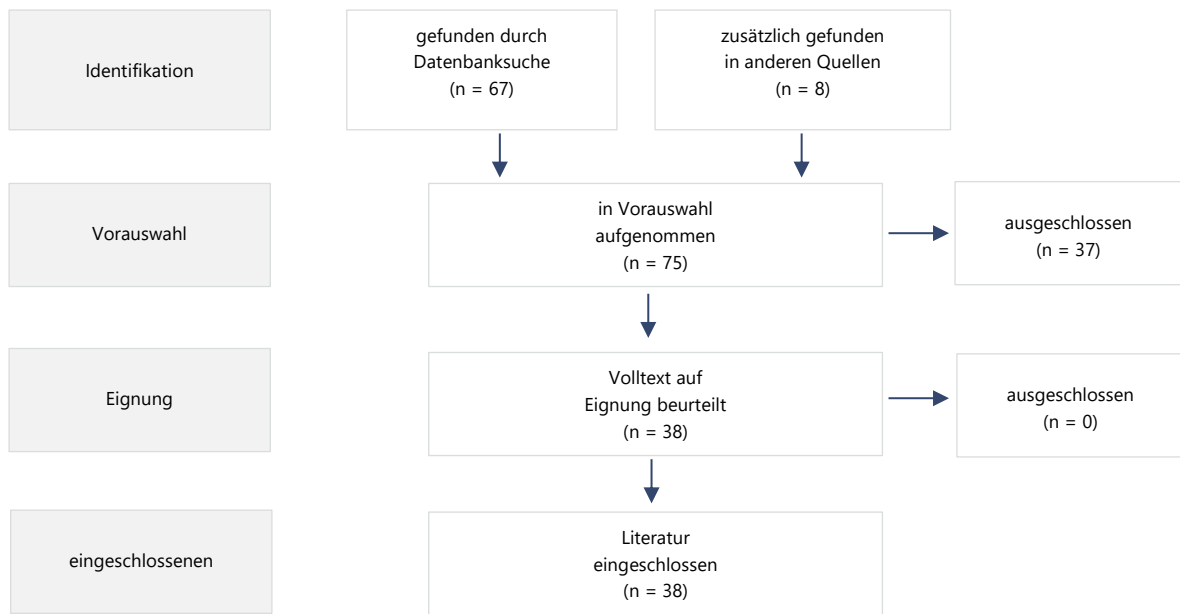 Identifikation
gefunden durch
Datenbanksuche
(n = 67)
zusätzlich gefunden
in anderen Quellen
(n = 8)
Vorauswahl
in Vorauswahl
aufgenommen
(n = 75)
ausgeschlossen
(n = 37)
Eignung
Volltext auf
Eignung beurteilt
(n = 38)
ausgeschlossen
(n = 0)
eingeschlossenen
Literatur
eingeschlossen
(n = 38)